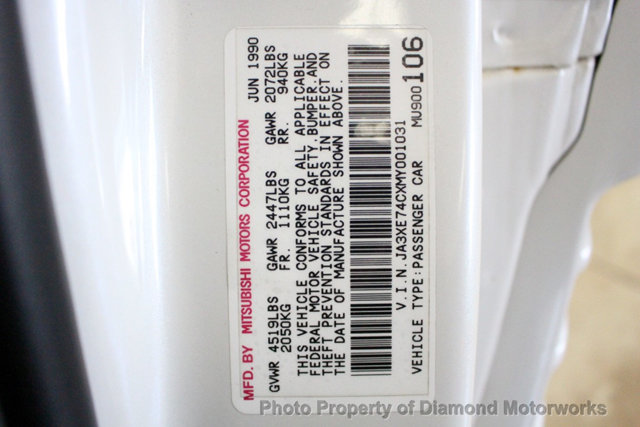 MFD. BY MITSUBISHI MOTORS CORPORATION JUN 1990
GVWR 4519LBS GAWR 2447LBS GAWR 2072LBS
2050KG FR. 1110KG RR. 940KG
THIS VEHICLE CONFORMS TO ALL APPLICABLE
FEDERAL MOTOR VEHICLE SAFETY, BUMPER, AND
THEFT PREVENTION STANDARDS IN EFFECT ON
THE DATE OF MANUFACTURE SHOWN ABOVE.
V.I.N.JA3XE74CXMY001031
VEHICLE TYPE:PASSENGER CAR MU900106
Photo Property of Diamond Motorworks